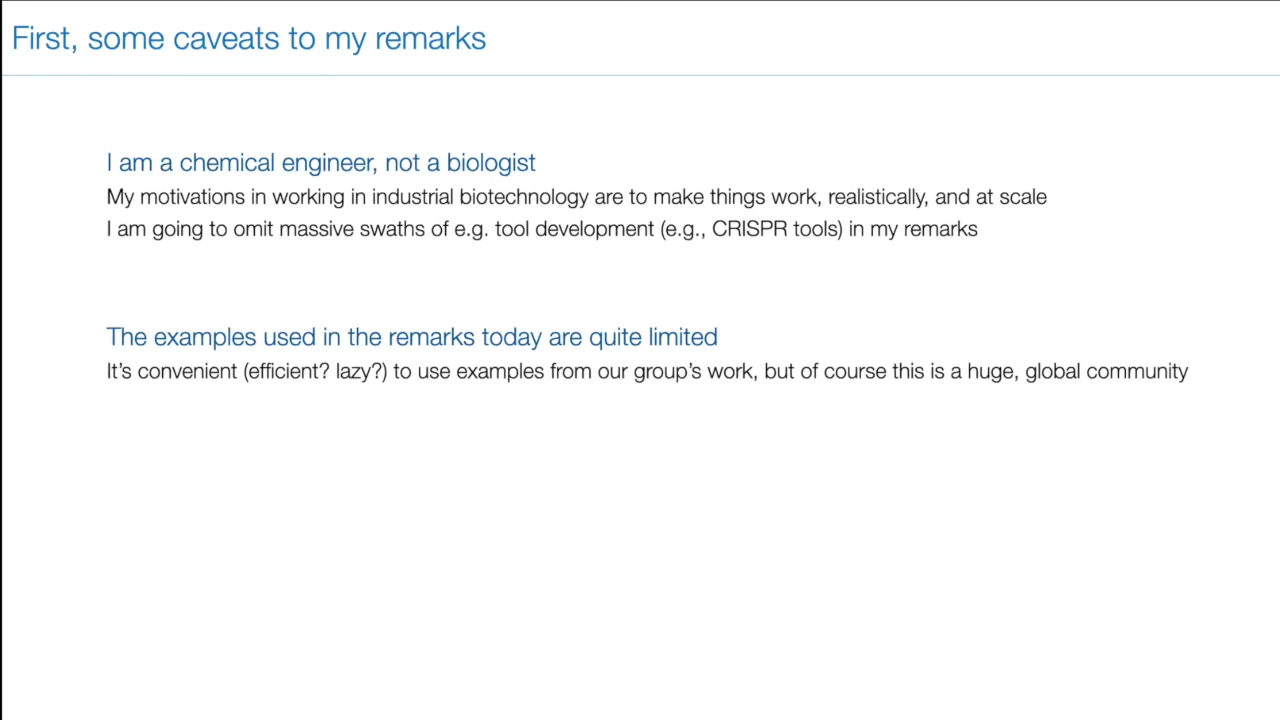 First, some caveats to my remarks
I am a chemical engineer, not a biologist
My motivations in working in industrial biotechnology are to make things work, realistically, and at scale
I am going to omit massive swaths of e.g. tool development (e.g., CRISPR tools) in my remarks
The examples used in the remarks today are quite limited
It’s convenient (efficient? lazy?) to use examples from our group’s work, but of course this is a huge, global community